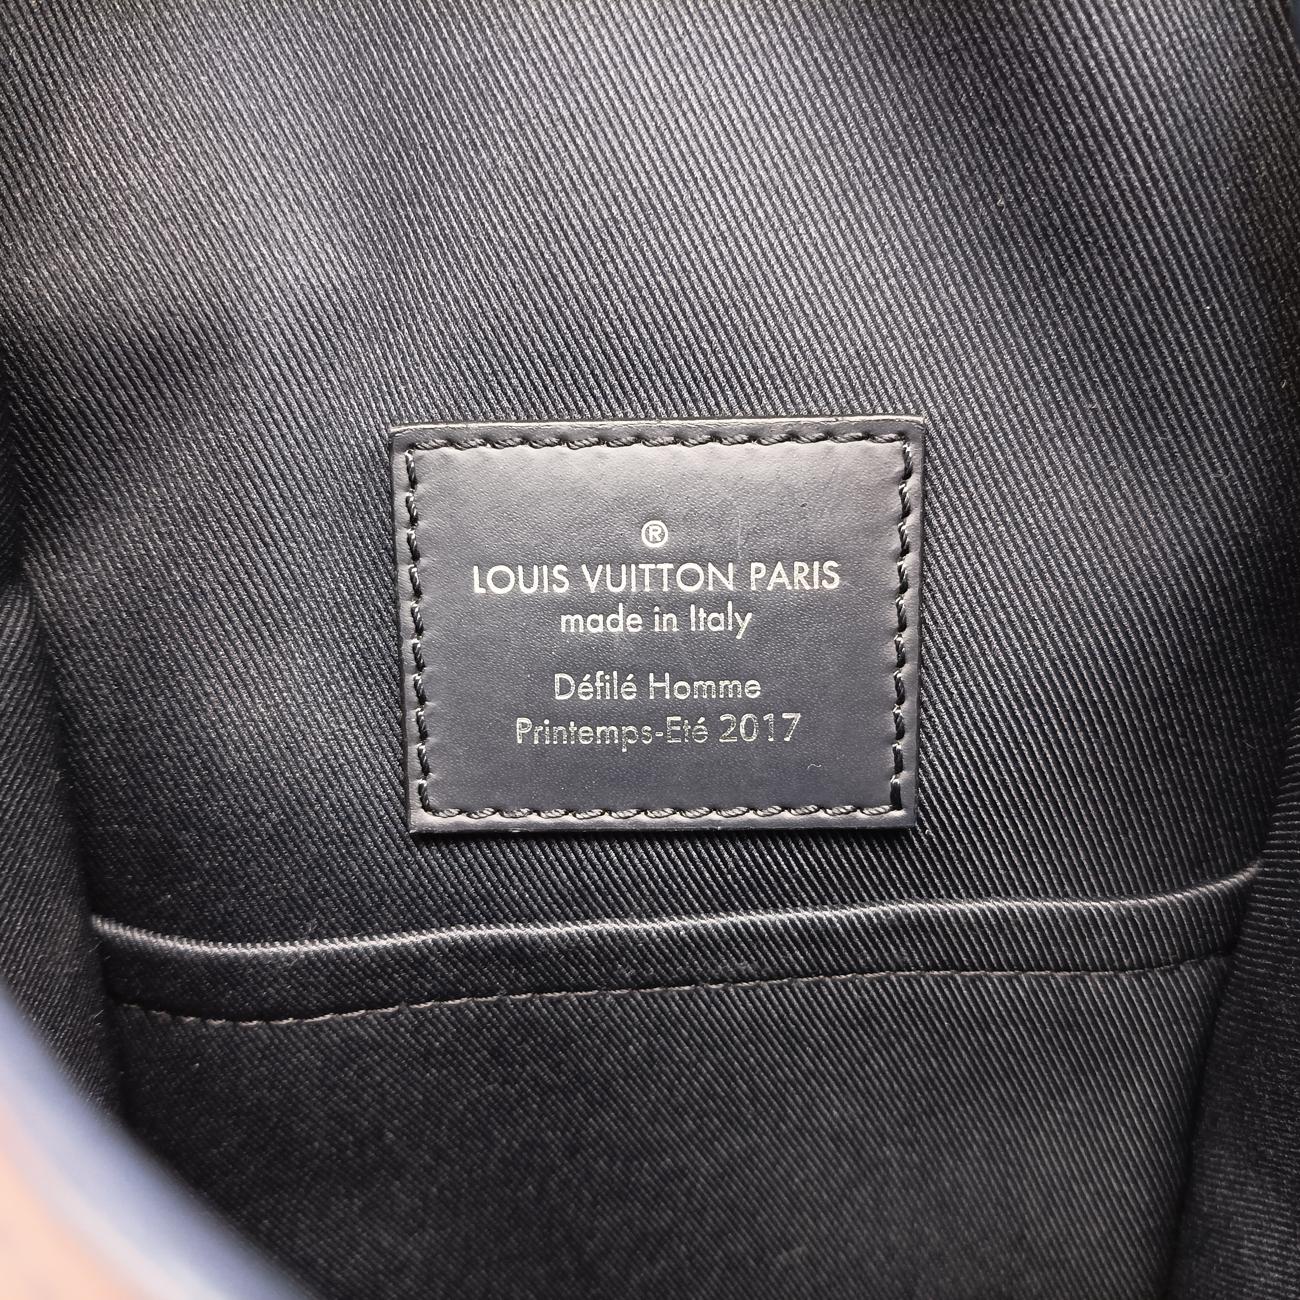 ®
LOUIS VUITTON PARIS
made in Italy
Défilé Homme
Printemps-Eté 2017